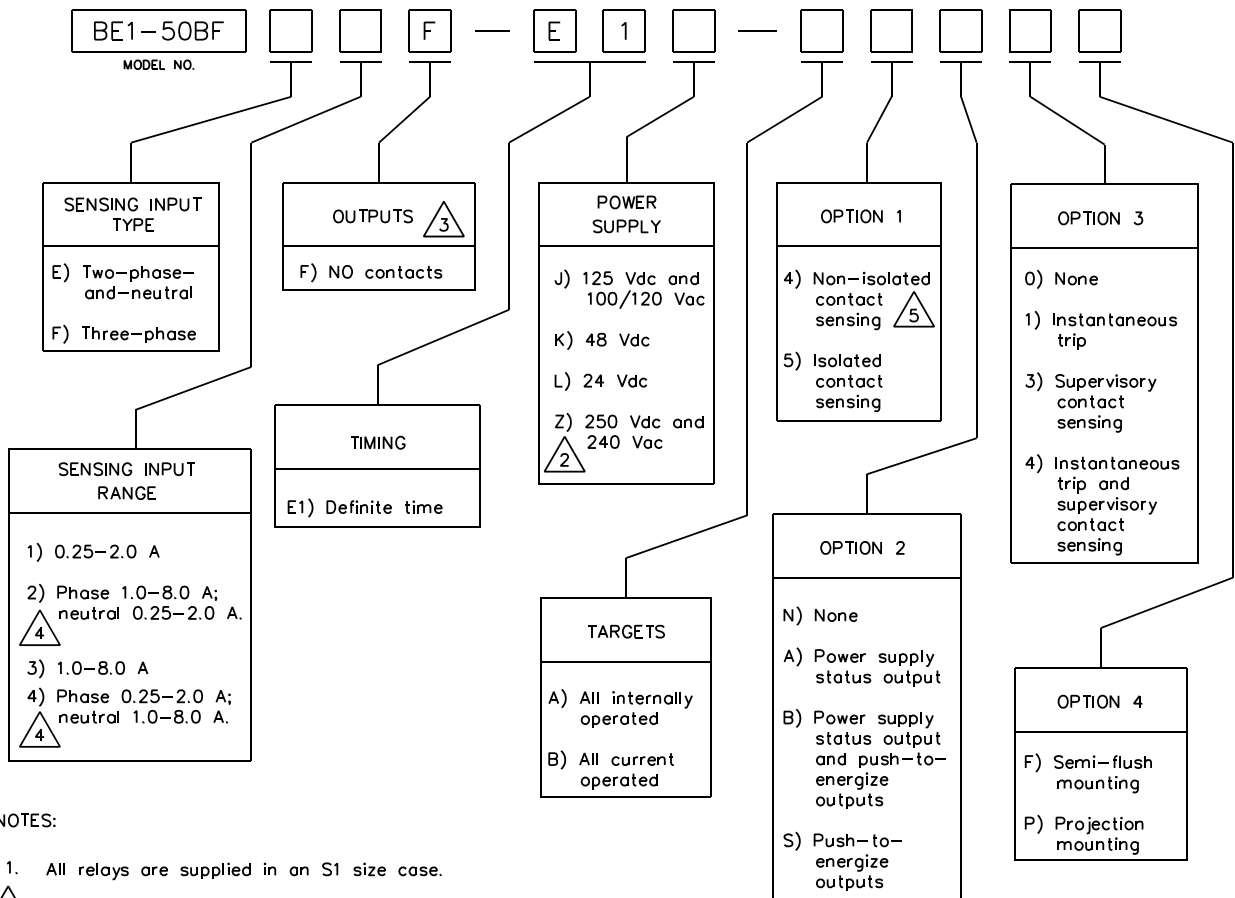 BE1-50BF F — E 1 —
MODEL NO.
SENSING INPUT
TYPE
E) Two-phase-
and-neutral
F) Three-phase
OUTPUTS 3
F) NO contacts
POWER
SUPPLY
J) 125 Vdc and
100/120 Vac
K) 48 Vdc
L) 24 Vdc
Z) 250 Vdc and
2 240 Vac
OPTION 1
4) Non-isolated
contact
sensing 5
5) Isolated
contact
sensing
OPTION 3
0) None
1) Instantaneous
trip
3) Supervisory
contact
sensing
4) Instantaneous
trip and
supervisory
contact
sensing
TIMING
E1) Definite time
SENSING INPUT
RANGE
1) 0.25-2.0 A
2) Phase 1.0-8.0 A;
neutral 0.25-2.0 A.
4
3) 1.0-8.0 A
4) Phase 0.25-2.0 A;
neutral 1.0-8.0 A.
4
TARGETS
A) All internally
operated
B) All current
operated
OPTION 2
N) None
A) Power supply
status output
B) Power supply
status output
and push-to-
energize
outputs
S) Push-to-
energize
outputs
OPTION 4
F) Semi-flush
mounting
P) Projection
mounting
NOTES:
1. All relays are supplied in an S1 size case.